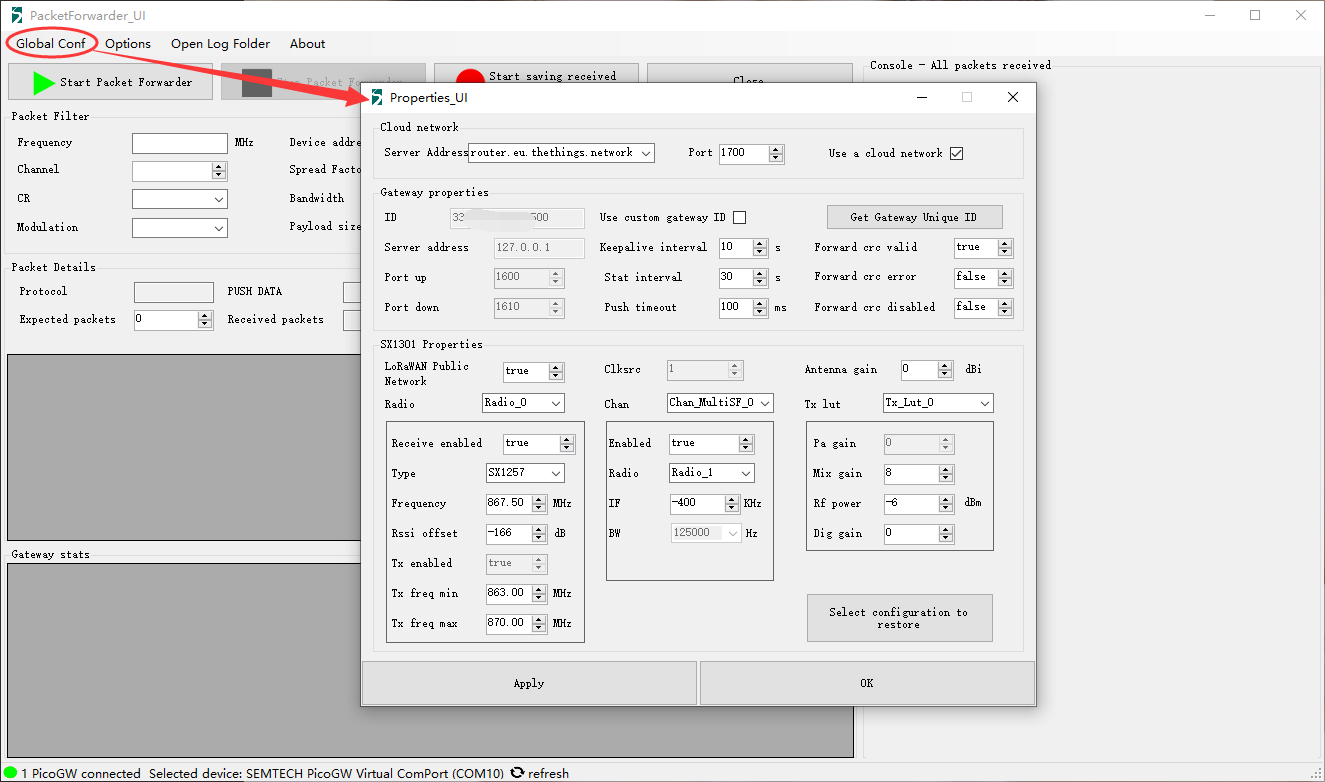 PacketForwarder_UI
Global Conf Options Open Log Folder About
Start Packet Forwarder
Start saving received
Close
Console - All packets received
Packet Filter
Frequency MHz Device addre
Channel Spread Facto
CR Bandwidth
Modulation Payload size
Packet Details
Protocol PUSH DATA
Expected packets 0 Received packets
Gateway stats
Properties_UI
Cloud network
Server Address router.eu.thethings.network Port 1700 Use a cloud network
Gateway properties
ID 33 500 Use custom gateway ID Get Gateway Unique ID
Server address 127.0.0.1 Keepalive interval 10 s Forward crc valid true
Port up 1600 Stat interval 30 s Forward crc error false
Port down 1610 Push timeout 100 ms Forward crc disabled false
SX1301 Properties
LoRaWAN Public
Network true Clksrc 1 Antenna gain 0 dBi
Radio Radio_0 Chan Chan_MultiSF_0 Tx lut Tx_Lut_0
Receive enabled true Enabled true Pa gain 0
Type SX1257 Radio Radio_1 Mix gain 8
Frequency 867.50 MHz IF -400 KHz Rf power -6 dBm
Rssi offset -166 dB BW 125000 Hz Dig gain 0
Tx enabled true
Tx freq min 863.00 MHz
Tx freq max 870.00 MHz
Select configuration to
restore
Apply OK
1 PicoGW connected Selected device: SEMTECH PicoGW Virtual ComPort (COM10) refresh